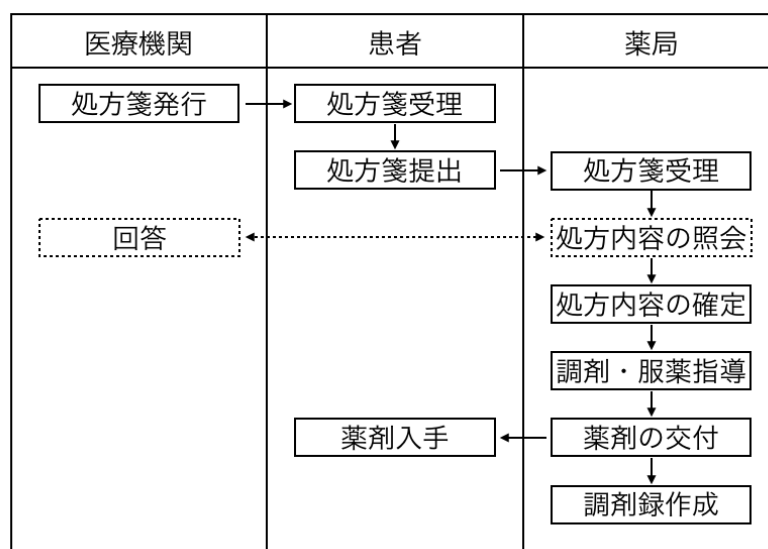 医療機関
患者
薬局
処方箋発行
処方箋受理
処方箋提出
処方箋受理
回答
処方内容の照会
処方内容の確定
調剤・服薬指導
薬剤入手
薬剤の交付
調剤録作成